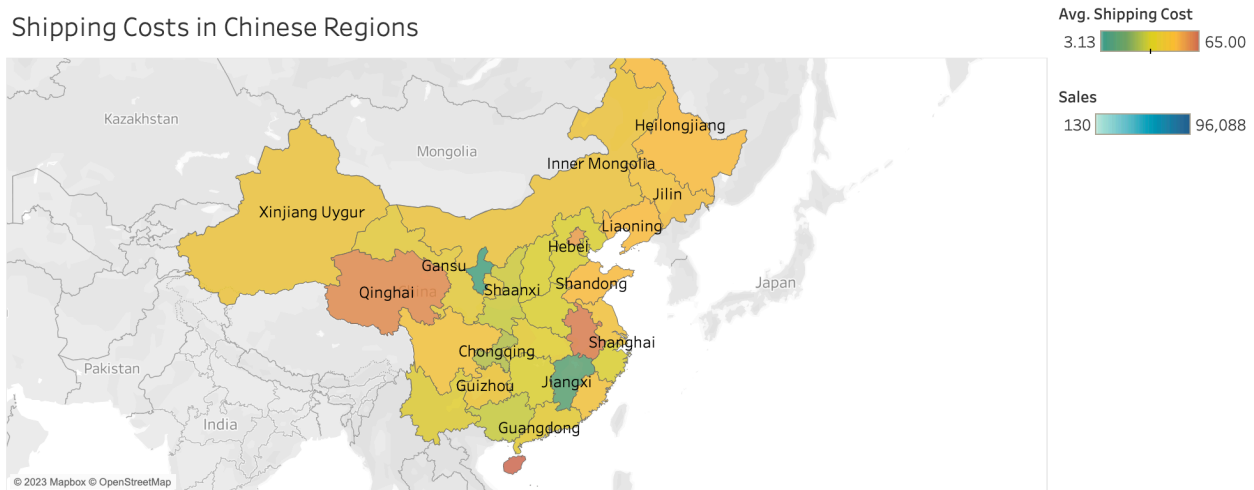 Shipping Costs in Chinese Regions
Avg. Shipping Cost
3.13 65.00
Sales
130 96,088
Kazakhstan
Mongolia
Heilongjiang
Inner Mongolia
Jilin
Xinjiang Uygur
Liaoning
Hebei
Gansu
Shandong
Japan
Qinghai
China
Shaanxi
Shanghai
Chongqing
Pakistan
Guizhou
Jiangxi
India
Guangdong
© 2023 Mapbox © OpenStreetMap